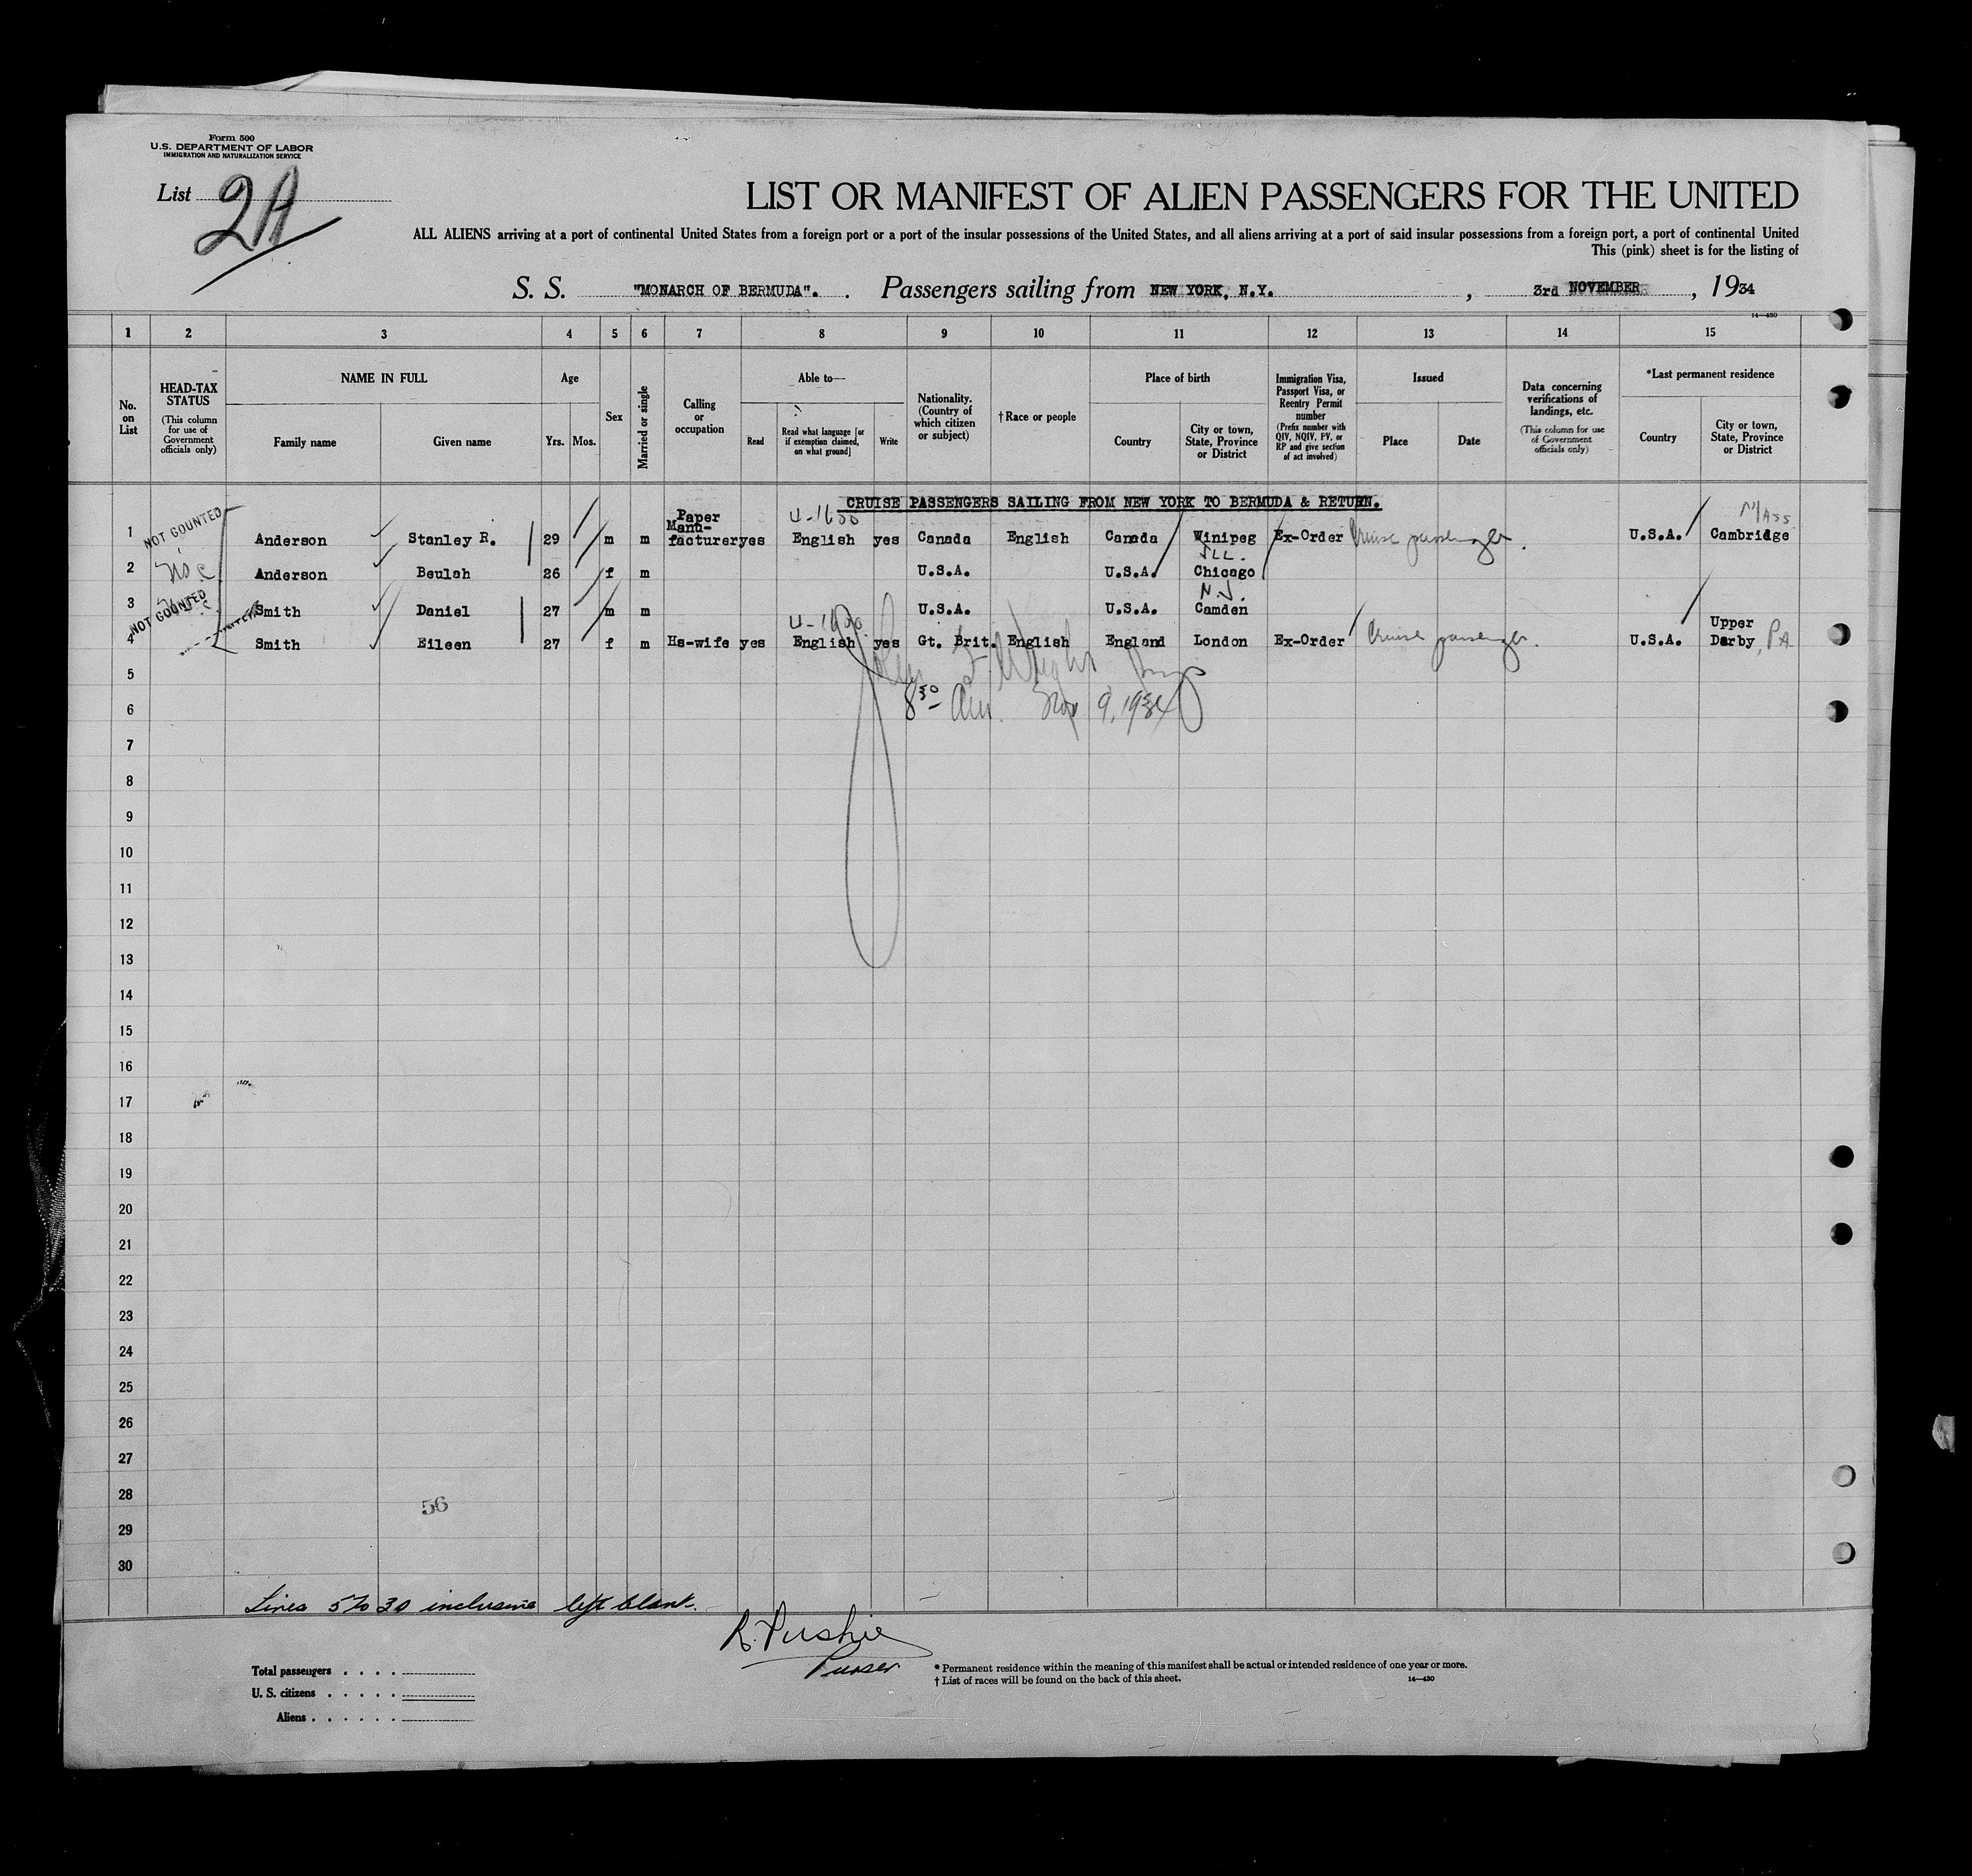 Form 500
U.S. DEPARTMENT OF LABOR
IMMIGRATION AND NATURALIZATION SERVICE
List 2A
LIST OR MANIFEST OF ALIEN PASSENGERS FOR THE UNITED
ALL ALIENS arriving at a port of continental United States from a foreign port or a port of the insular possessions of the United States, and all aliens arriving at a port of said insular possessions from a foreign port, a port of continental United
This (pink) sheet is for the listing of
S. S. "MONARCH OF BERMUDA". Passengers sailing from NEW YORK, N.Y. , 3rd NOVEMBER , 1934
14—430
1 2 3 4 5 6 7 8 9 10 11 12 13 14 15
No. on List
HEAD-TAX STATUS (This column for use of Government officials only)
NAME IN FULL
Family name Given name
Age
Yrs. Mos.
Sex
Married or single
Calling or occupation
Able to—
Read Read what language [or if exemption claimed, on what ground] Write
Nationality. (Country of which citizen or subject)
† Race or people
Place of birth
Country City or town, State, Province or District
Immigration Visa, Passport Visa, or Reentry Permit number (Prefix number with QIV, NQIV, PV, or RP and give section of act involved)
Issued
Place Date
Data concerning verifications of landings, etc. (This column for use of Government officials only)
*Last permanent residence
Country City or town, State, Province or District
CRUISE PASSENGERS SAILING FROM NEW YORK TO BERMUDA & RETURN.
NOT COUNTED Paper Manu- Mass
1 Anderson Stanley R. 29 m m facturer yes English yes Canada English Canada Winipeg Ex-Order Cruise passenger. U.S.A. Cambridge
ILL.
2 USC Anderson Beulah 26 f m U.S.A. U.S.A. Chicago
N.J.
3 Smith Daniel 27 m m U.S.A. U.S.A. Camden
NOT COUNTED
4 Smith Eileen 27 f m Hs-wife yes English yes Gt. Brit. English England London Ex-Order Cruise passenger. U.S.A. Upper Darby, PA
5
8³⁰ Am. Nov 9, 1934
6
7
8
9
10
11
12
13
14
15
16
17
18
19
20
21
22
23
24
25
26
27
28
56
29
30
Lines 5 to 30 inclusive left blank.
R. Pushie
Purser
Total passengers
U. S. citizens
Aliens
* Permanent residence within the meaning of this manifest shall be actual or intended residence of one year or more.
† List of races will be found on the back of this sheet.
14—430